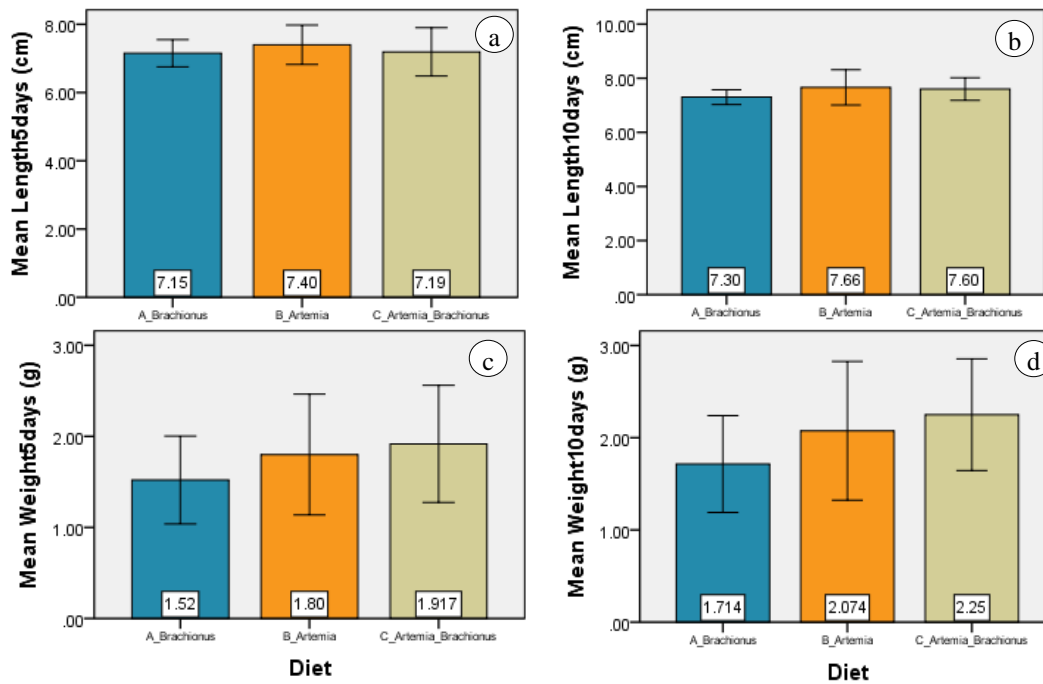 Mean Length5days (cm)
8.00
6.00
4.00
2.00
.00
a
7.15
7.40
7.19
A_Brachionus
B_Artemia
C_Artemia_Brachionus
Mean Length10days (cm)
10.00
8.00
6.00
4.00
2.00
.00
b
7.30
7.66
7.60
A_Brachionus
B_Artemia
C_Artemia_Brachionus
Mean Weight5days (g)
3.00
2.00
1.00
.00
c
1.52
1.80
1.917
A_Brachionus
B_Artemia
C_Artemia_Brachionus
Diet
Mean Weight10days (g)
3.00
2.00
1.00
.00
d
1.714
2.074
2.25
A_Brachionus
B_Artemia
C_Artemia_Brachionus
Diet